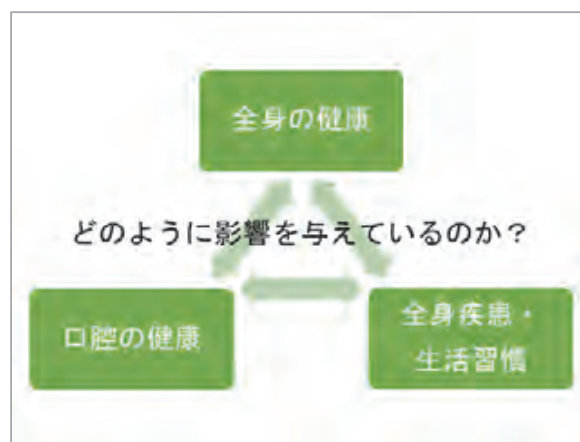 全身の健康
どのように影響を与えているのか？
口腔の健康
全身疾患・
生活習慣